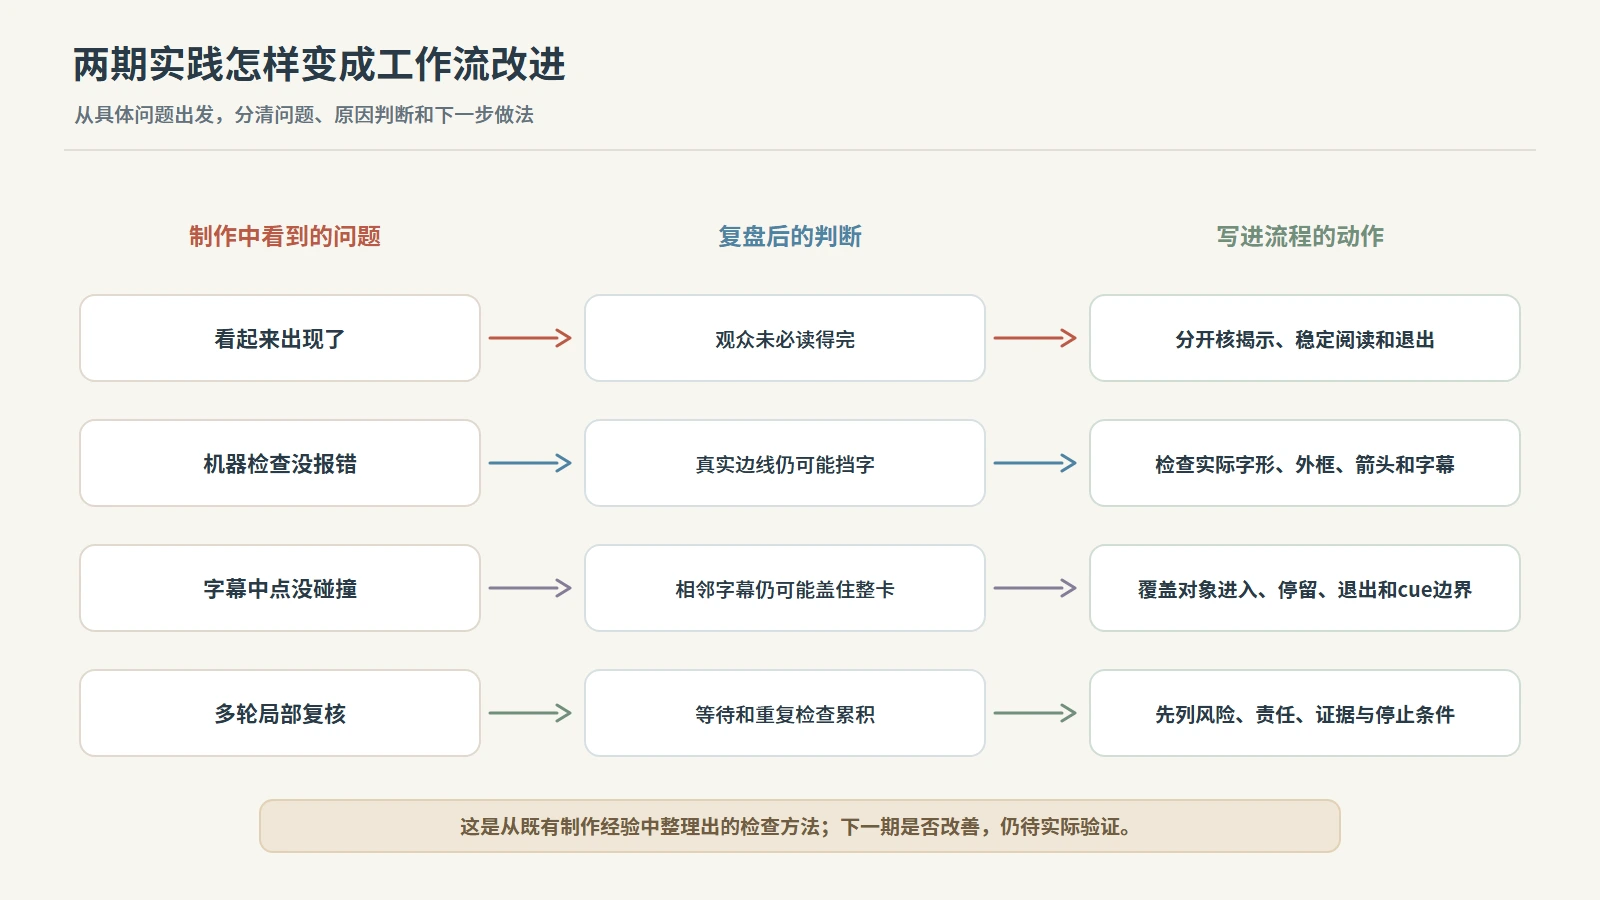 两期实践怎样变成工作流改进
从具体问题出发，分清问题、原因判断和下一步做法
制作中看到的问题
复盘后的判断
写进流程的动作
看起来出现了
观众未必读得完
分开核揭示、稳定阅读和退出
机器检查没报错
真实边线仍可能挡字
检查实际字形、外框、箭头和字幕
字幕中点没碰撞
相邻字幕仍可能盖住整卡
覆盖对象进入、停留、退出和cue边界
多轮局部复核
等待和重复检查累积
先列风险、责任、证据与停止条件
这是从既有制作经验中整理出的检查方法；下一期是否改善，仍待实际验证。